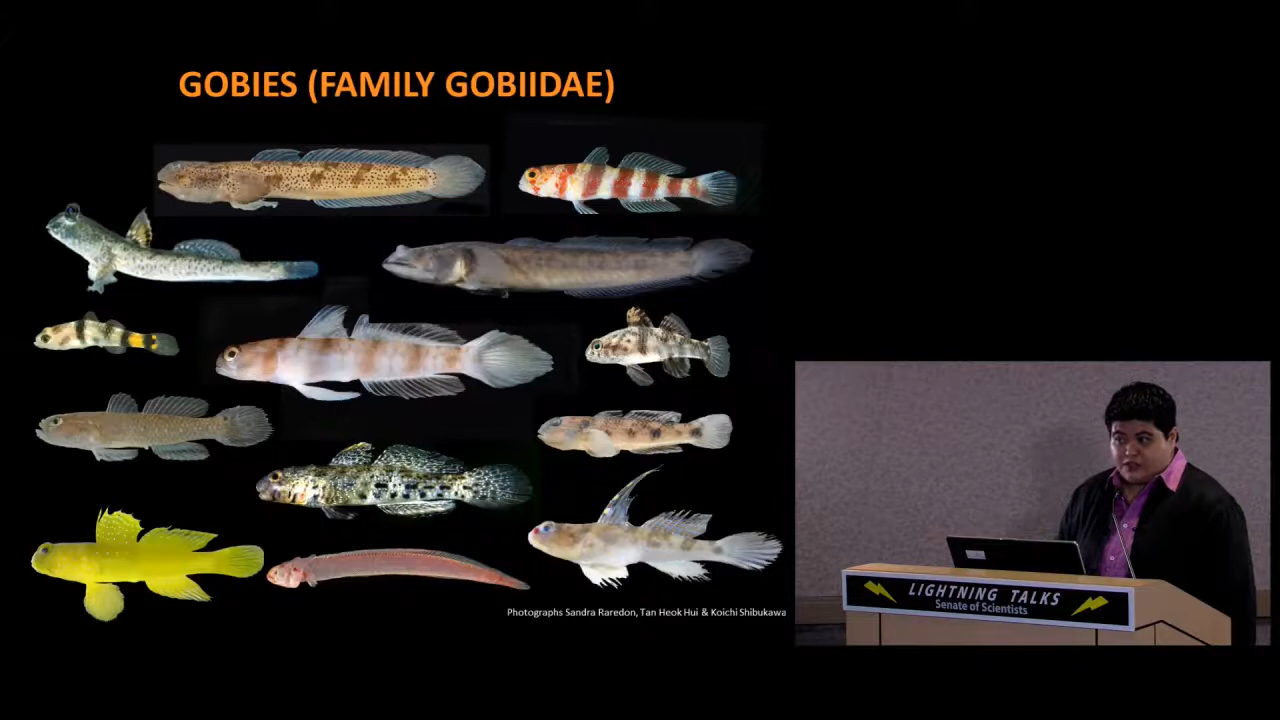 GOBIES (FAMILY GOBIIDAE)
Photographs Sandra Raredon, Tan Heok Hui & Koichi Shibukawa
LIGHTNING TALKS
Senate of Scientists